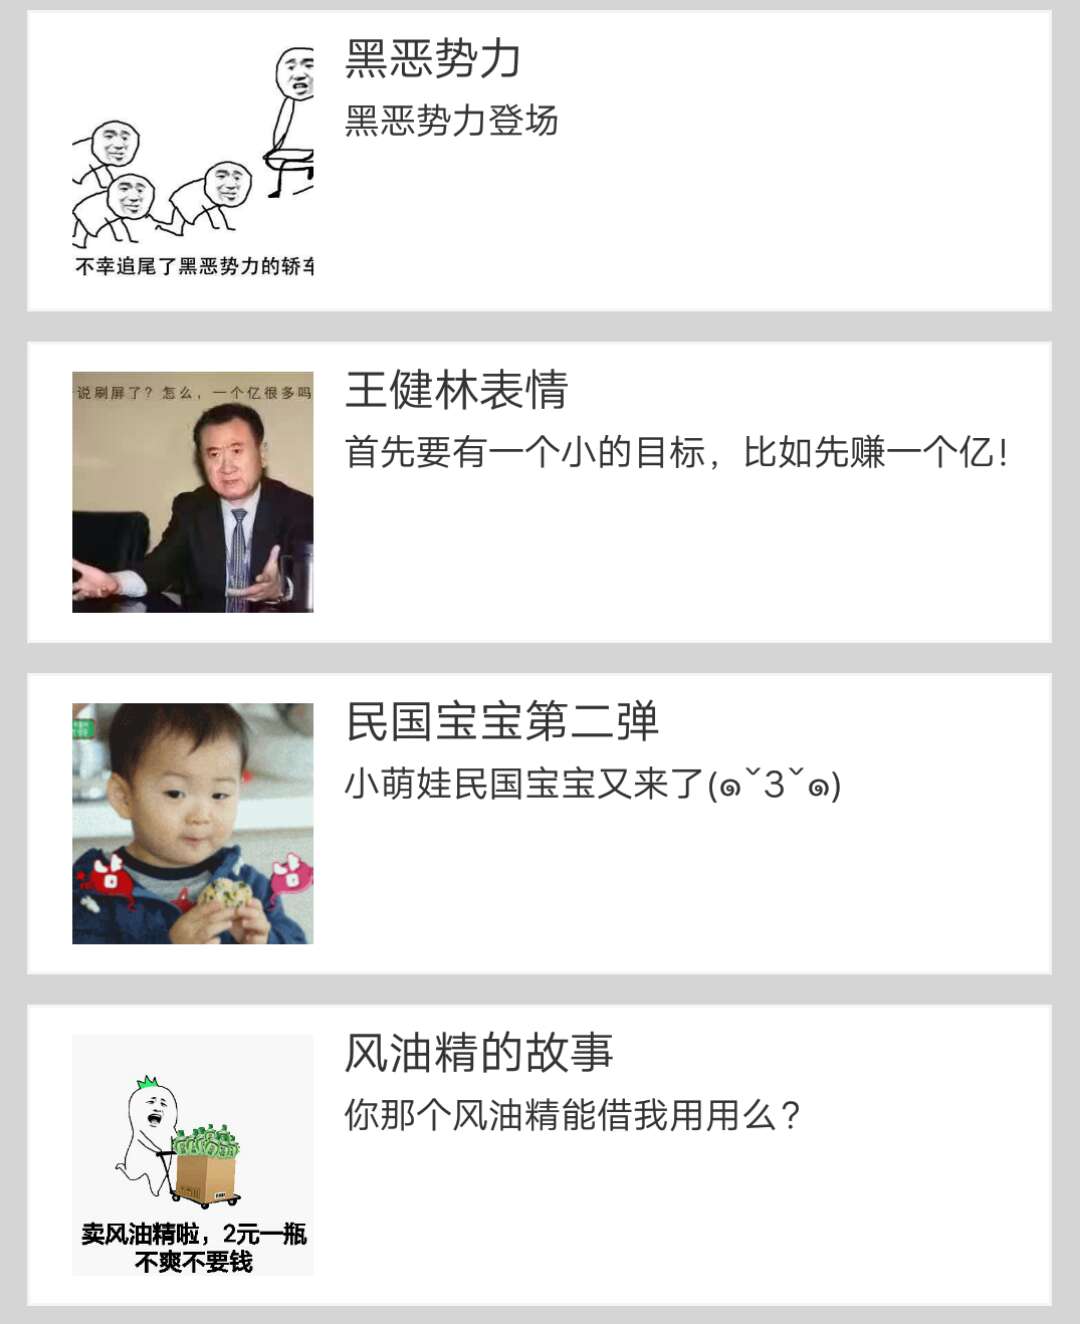 黑恶势力
黑恶势力登场
不幸追尾了黑恶势力的轿车
王健林表情
首先要有一个小的目标，比如先赚一个亿！
说刷屏了？怎么，一个亿很多吗
民国宝宝第二弹
小萌娃民国宝宝又来了(๑ˇ3ˇ๑)
风油精的故事
你那个风油精能借我用用么？
卖风油精啦，2元一瓶
不爽不要钱